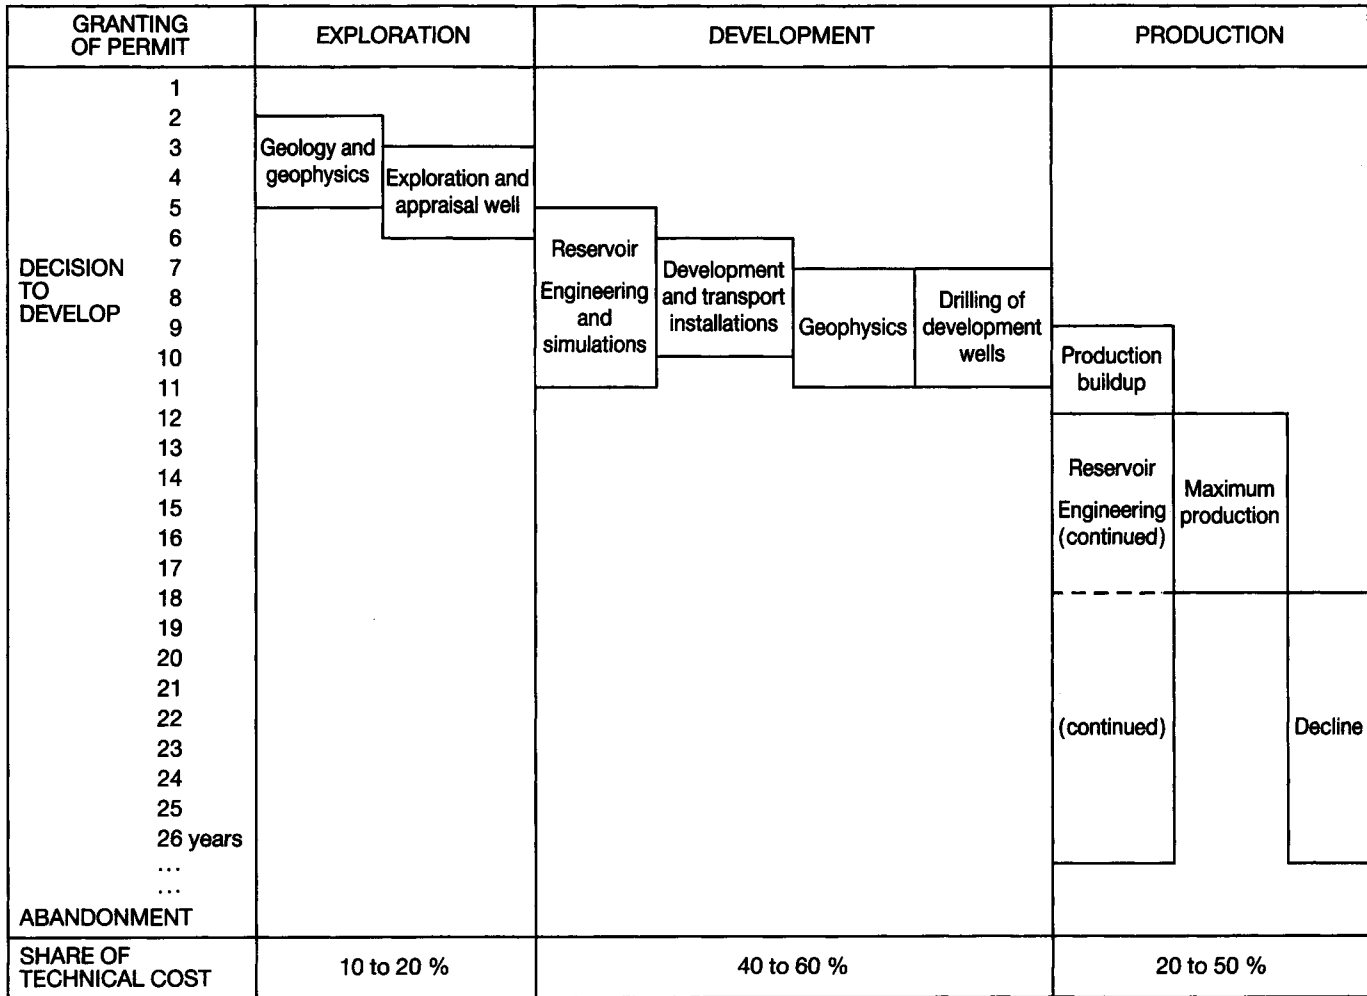 GRANTING
OF PERMIT
EXPLORATION
DEVELOPMENT
PRODUCTION
1
2
3
4
5
6
7
8
9
10
11
12
13
14
15
16
17
18
19
20
21
22
23
24
25
26 years
...
...
DECISION
TO
DEVELOP
ABANDONMENT
Geology and
geophysics
Exploration and
appraisal well
Reservoir
Engineering
and
simulations
Development
and transport
installations
Geophysics
Drilling of
development
wells
Production
buildup
Reservoir
Engineering
(continued)
Maximum
production
(continued)
Decline
SHARE OF
TECHNICAL COST
10 to 20 %
40 to 60 %
20 to 50 %